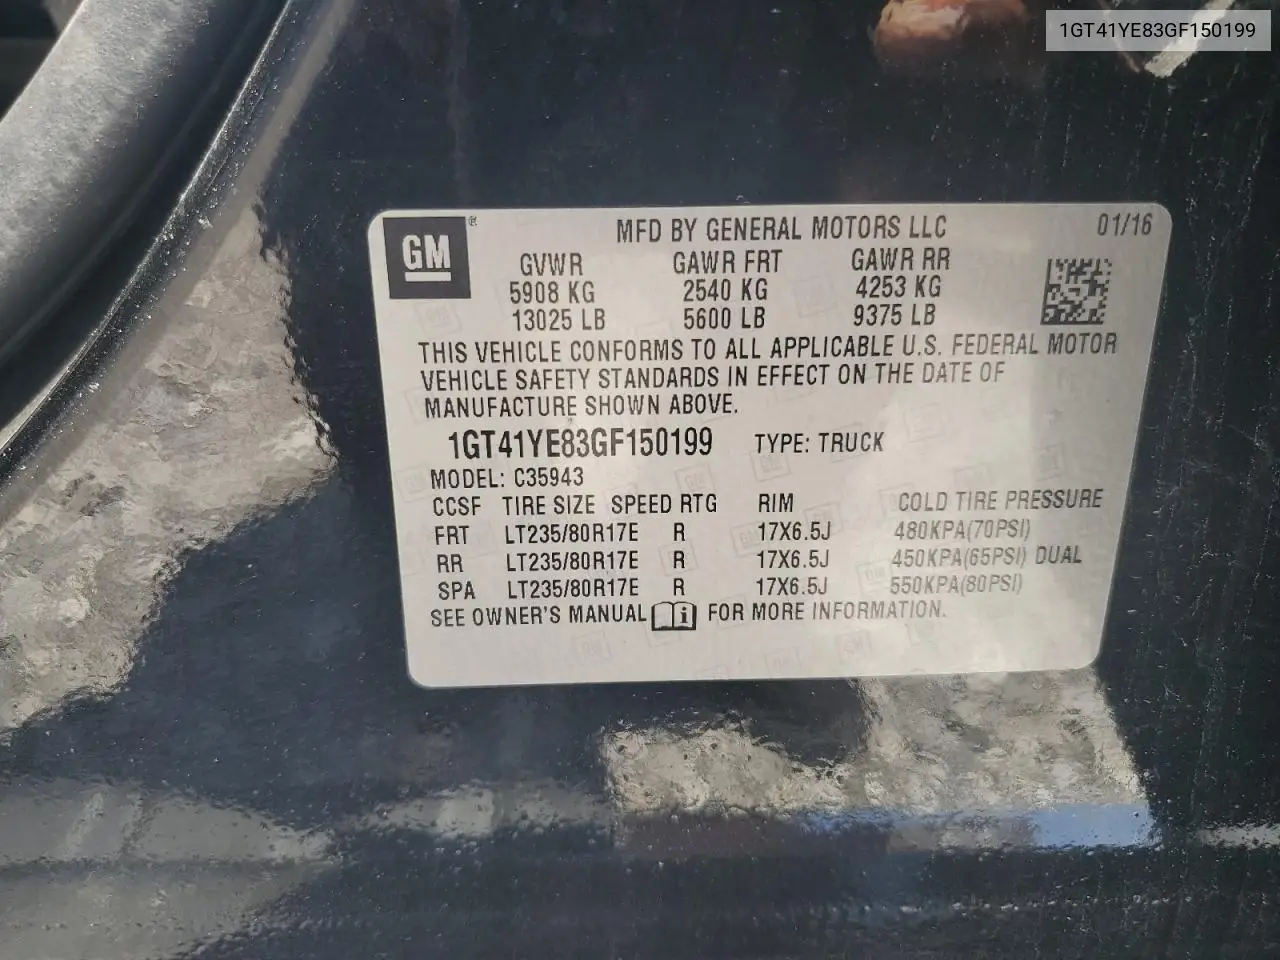 1GT41YE83GF150199
GM®
MFD BY GENERAL MOTORS LLC 01/16
GVWR GAWR FRT GAWR RR
5908 KG 2540 KG 4253 KG
13025 LB 5600 LB 9375 LB
THIS VEHICLE CONFORMS TO ALL APPLICABLE U.S. FEDERAL MOTOR
VEHICLE SAFETY STANDARDS IN EFFECT ON THE DATE OF
MANUFACTURE SHOWN ABOVE.
1GT41YE83GF150199 TYPE: TRUCK
MODEL: C35943
CCSF TIRE SIZE SPEED RTG RIM COLD TIRE PRESSURE
FRT LT235/80R17E R 17X6.5J 480KPA(70PSI)
RR LT235/80R17E R 17X6.5J 450KPA(65PSI) DUAL
SPA LT235/80R17E R 17X6.5J 550KPA(80PSI)
SEE OWNER'S MANUAL i FOR MORE INFORMATION.